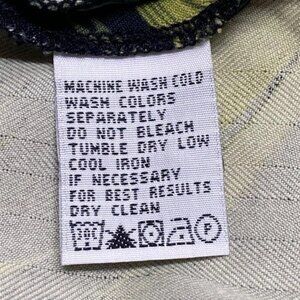 MACHINE WASH COLD
WASH COLORS
SEPARATELY
DO NOT BLEACH
TUMBLE DRY LOW
COOL IRON
IF NECESSARY
FOR BEST RESULTS
DRY CLEAN
30C P